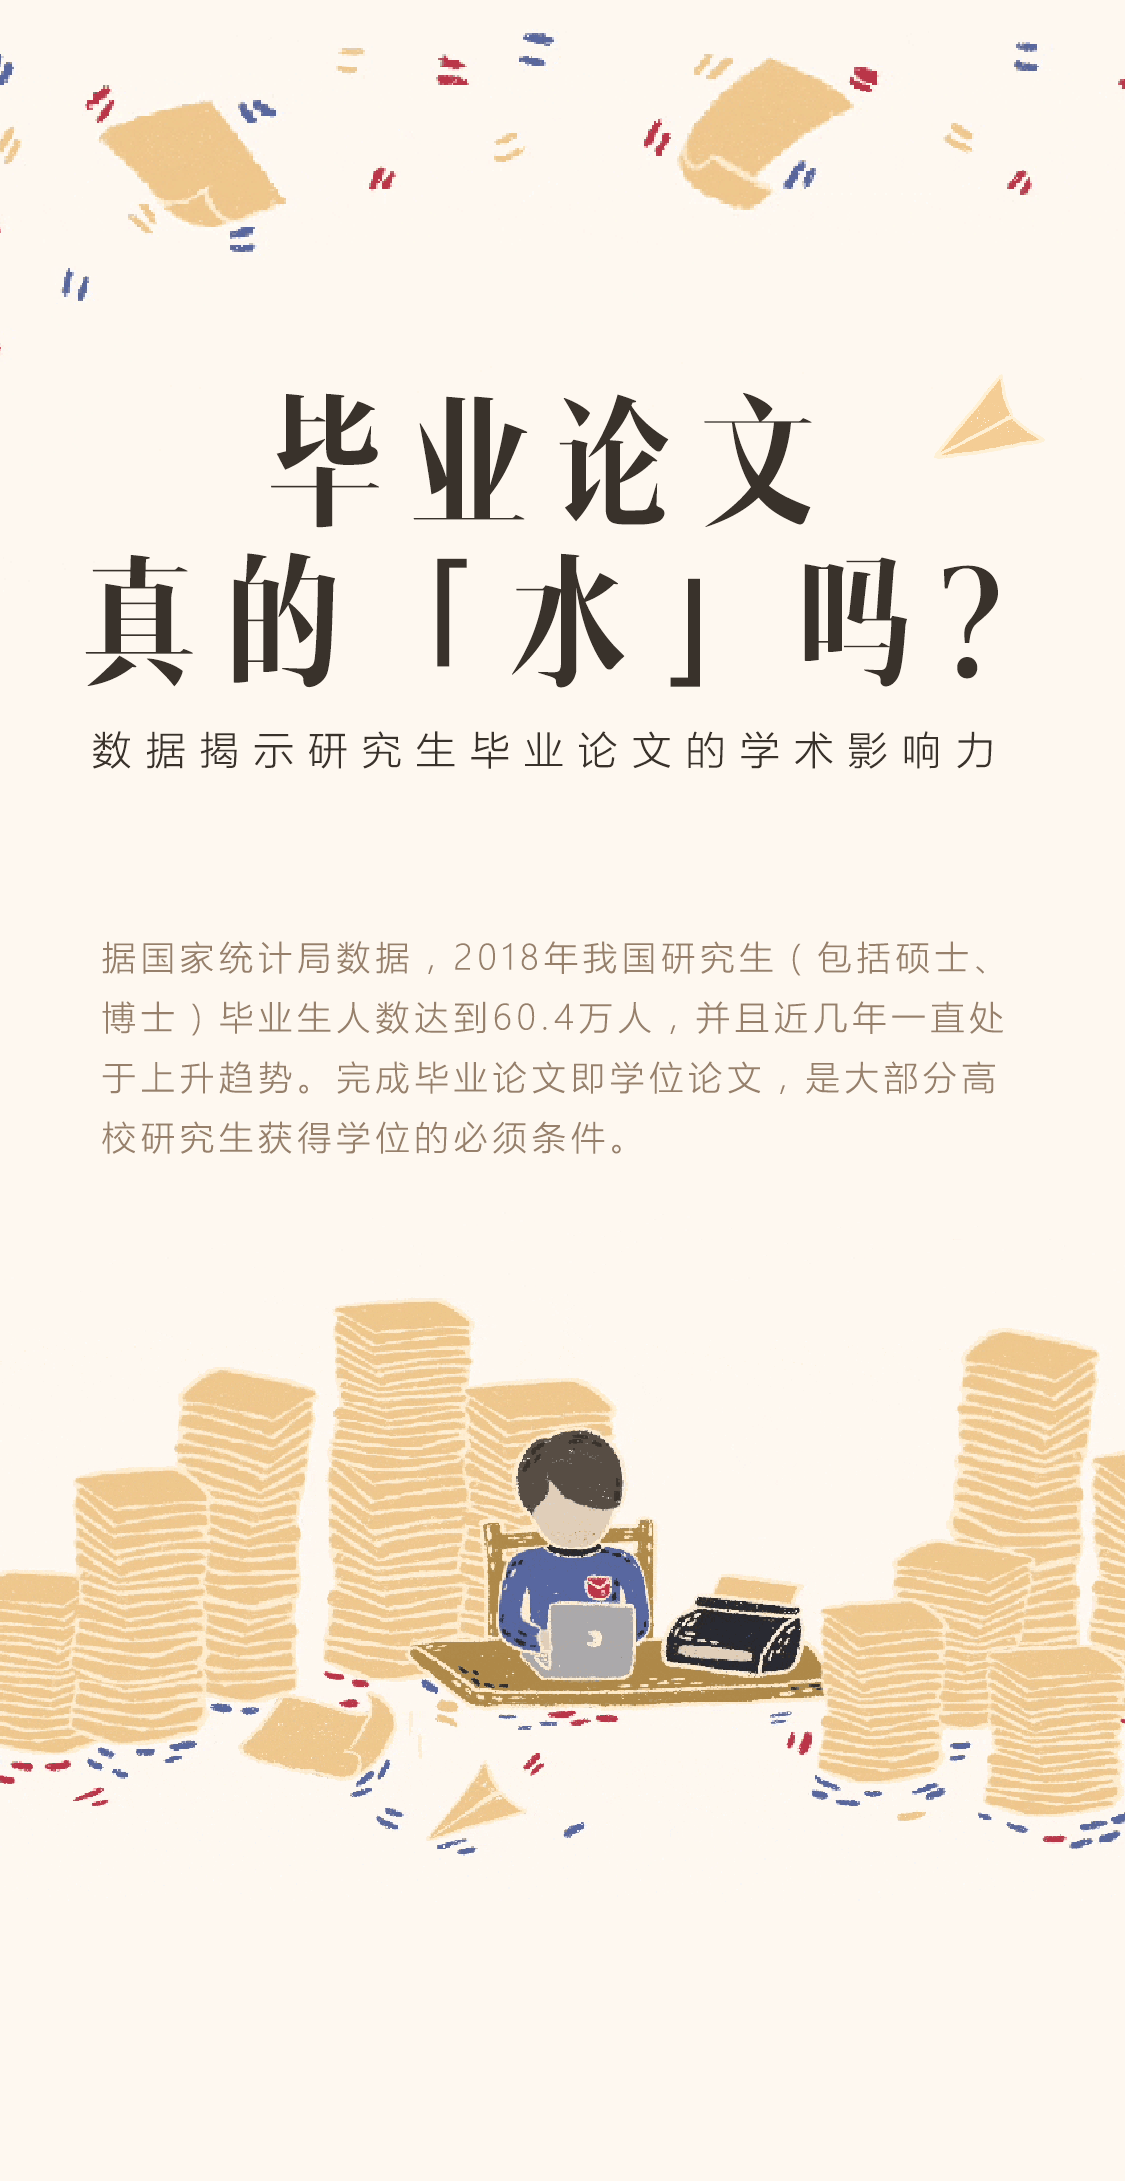 毕业论文
真的「水」吗？
数据揭示研究生毕业论文的学术影响力
据国家统计局数据，2018年我国研究生（包括硕士、
博士）毕业生人数达到60.4万人，并且近几年一直处
于上升趋势。完成毕业论文即学位论文，是大部分高
校研究生获得学位的必须条件。